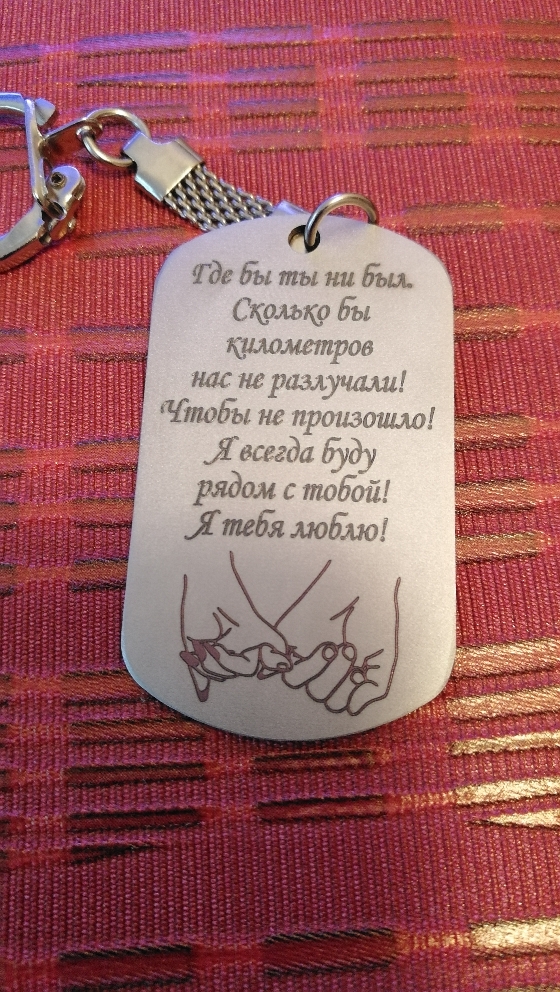 Где бы ты ни был.
Сколько бы
километров
нас не разлучали!
Чтобы не произошло!
Я всегда буду
рядом с тобой!
Я тебя люблю!